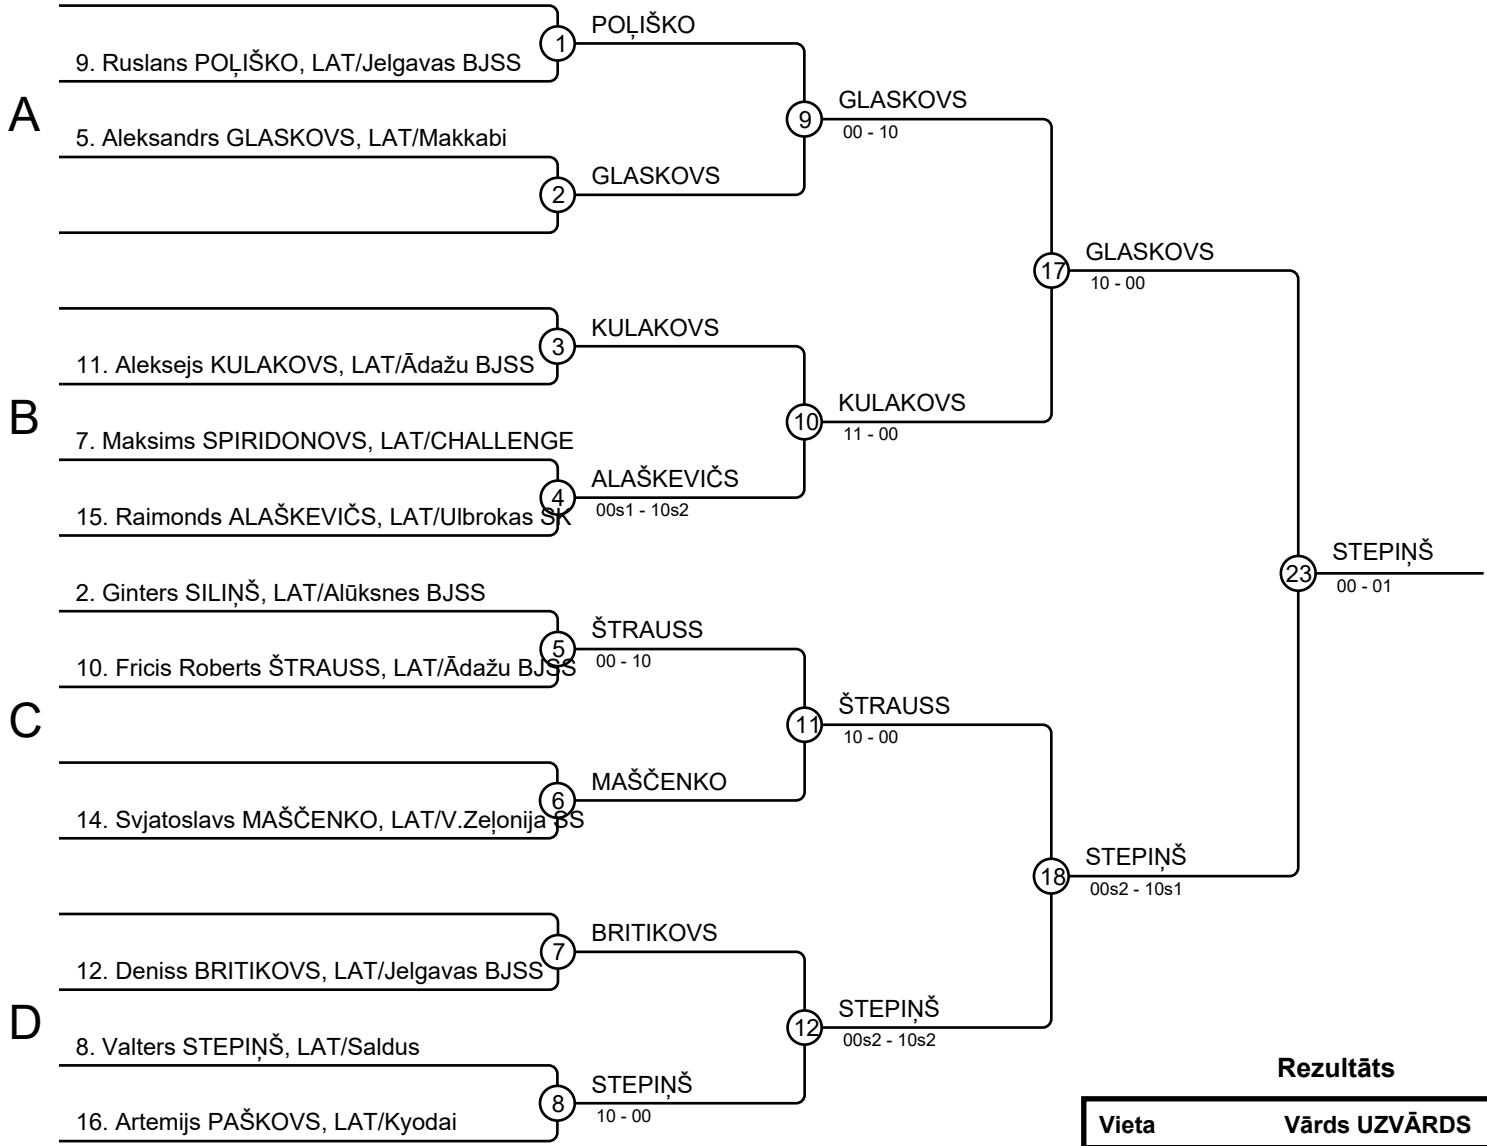 POĻIŠKO
1
9. Ruslans POĻIŠKO, LAT/Jelgavas BJSS
A
GLASKOVS
9
00 - 10
5. Aleksandrs GLASKOVS, LAT/Makkabi
GLASKOVS
2
GLASKOVS
17
10 - 00
KULAKOVS
3
11. Aleksejs KULAKOVS, LAT/Ādažu BJSS
B
KULAKOVS
10
11 - 00
7. Maksims SPIRIDONOVS, LAT/CHALLENGE
ALAŠKEVIČS
4
00s1 - 10s2
15. Raimonds ALAŠKEVIČS, LAT/Ulbrokas SK
STEPIŅŠ
23
00 - 01
2. Ginters SILIŅŠ, LAT/Alūksnes BJSS
ŠTRAUSS
5
00 - 10
10. Fricis Roberts ŠTRAUSS, LAT/Ādažu BJSS
C
ŠTRAUSS
11
10 - 00
MAŠČENKO
6
14. Svjatoslavs MAŠČENKO, LAT/V.Zeļonija SS
STEPIŅŠ
18
00s2 - 10s1
BRITIKOVS
7
12. Deniss BRITIKOVS, LAT/Jelgavas BJSS
D
STEPIŅŠ
12
00s2 - 10s2
8. Valters STEPIŅŠ, LAT/Saldus
STEPIŅŠ
8
10 - 00
16. Artemijs PAŠKOVS, LAT/Kyodai
Rezultāts
Vieta Vārds UZVĀRDS